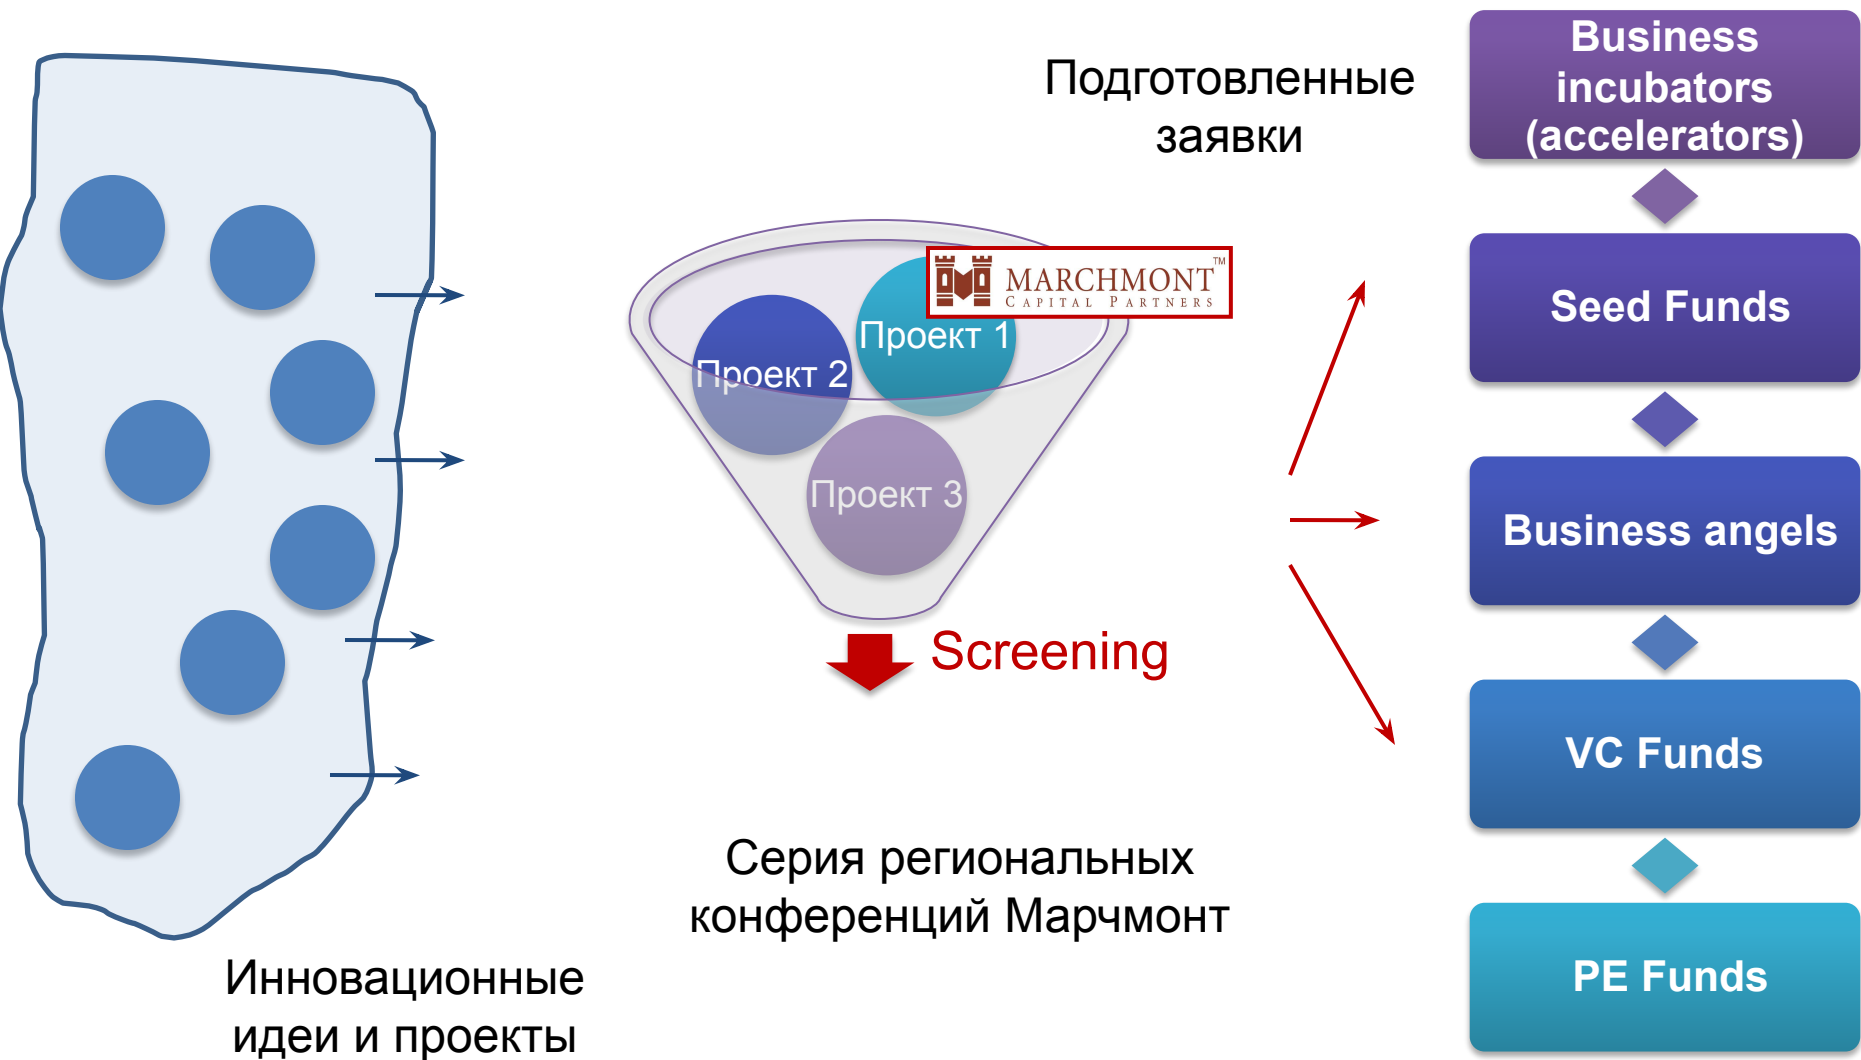 Инновационные
идеи и проекты
MARCHMONT™
CAPITAL PARTNERS
Проект 1
Проект 2
Проект 3
Screening
Серия региональных
конференций Марчмонт
Подготовленные
заявки
Business
incubators
(accelerators)
Seed Funds
Business angels
VC Funds
PE Funds